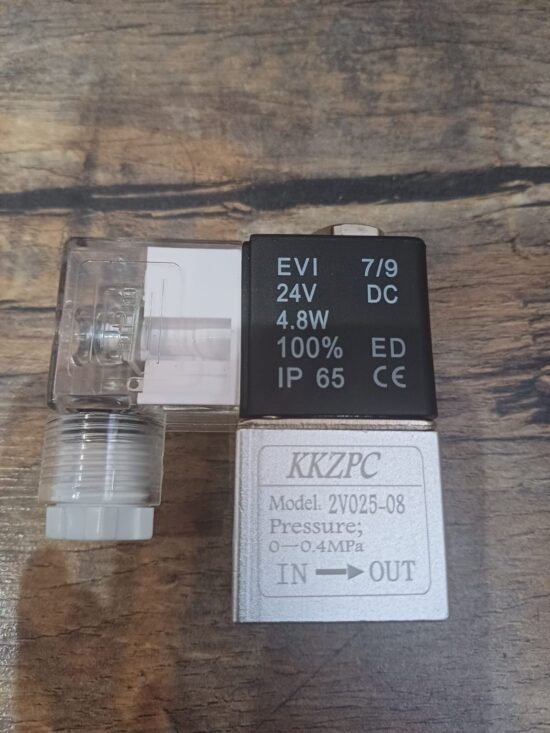 EVI 7/9
24V DC
4.8W
100% ED
IP 65 CE
KKZPC
Model: 2V025-08
Pressure;
0—0.4MPa
IN → OUT